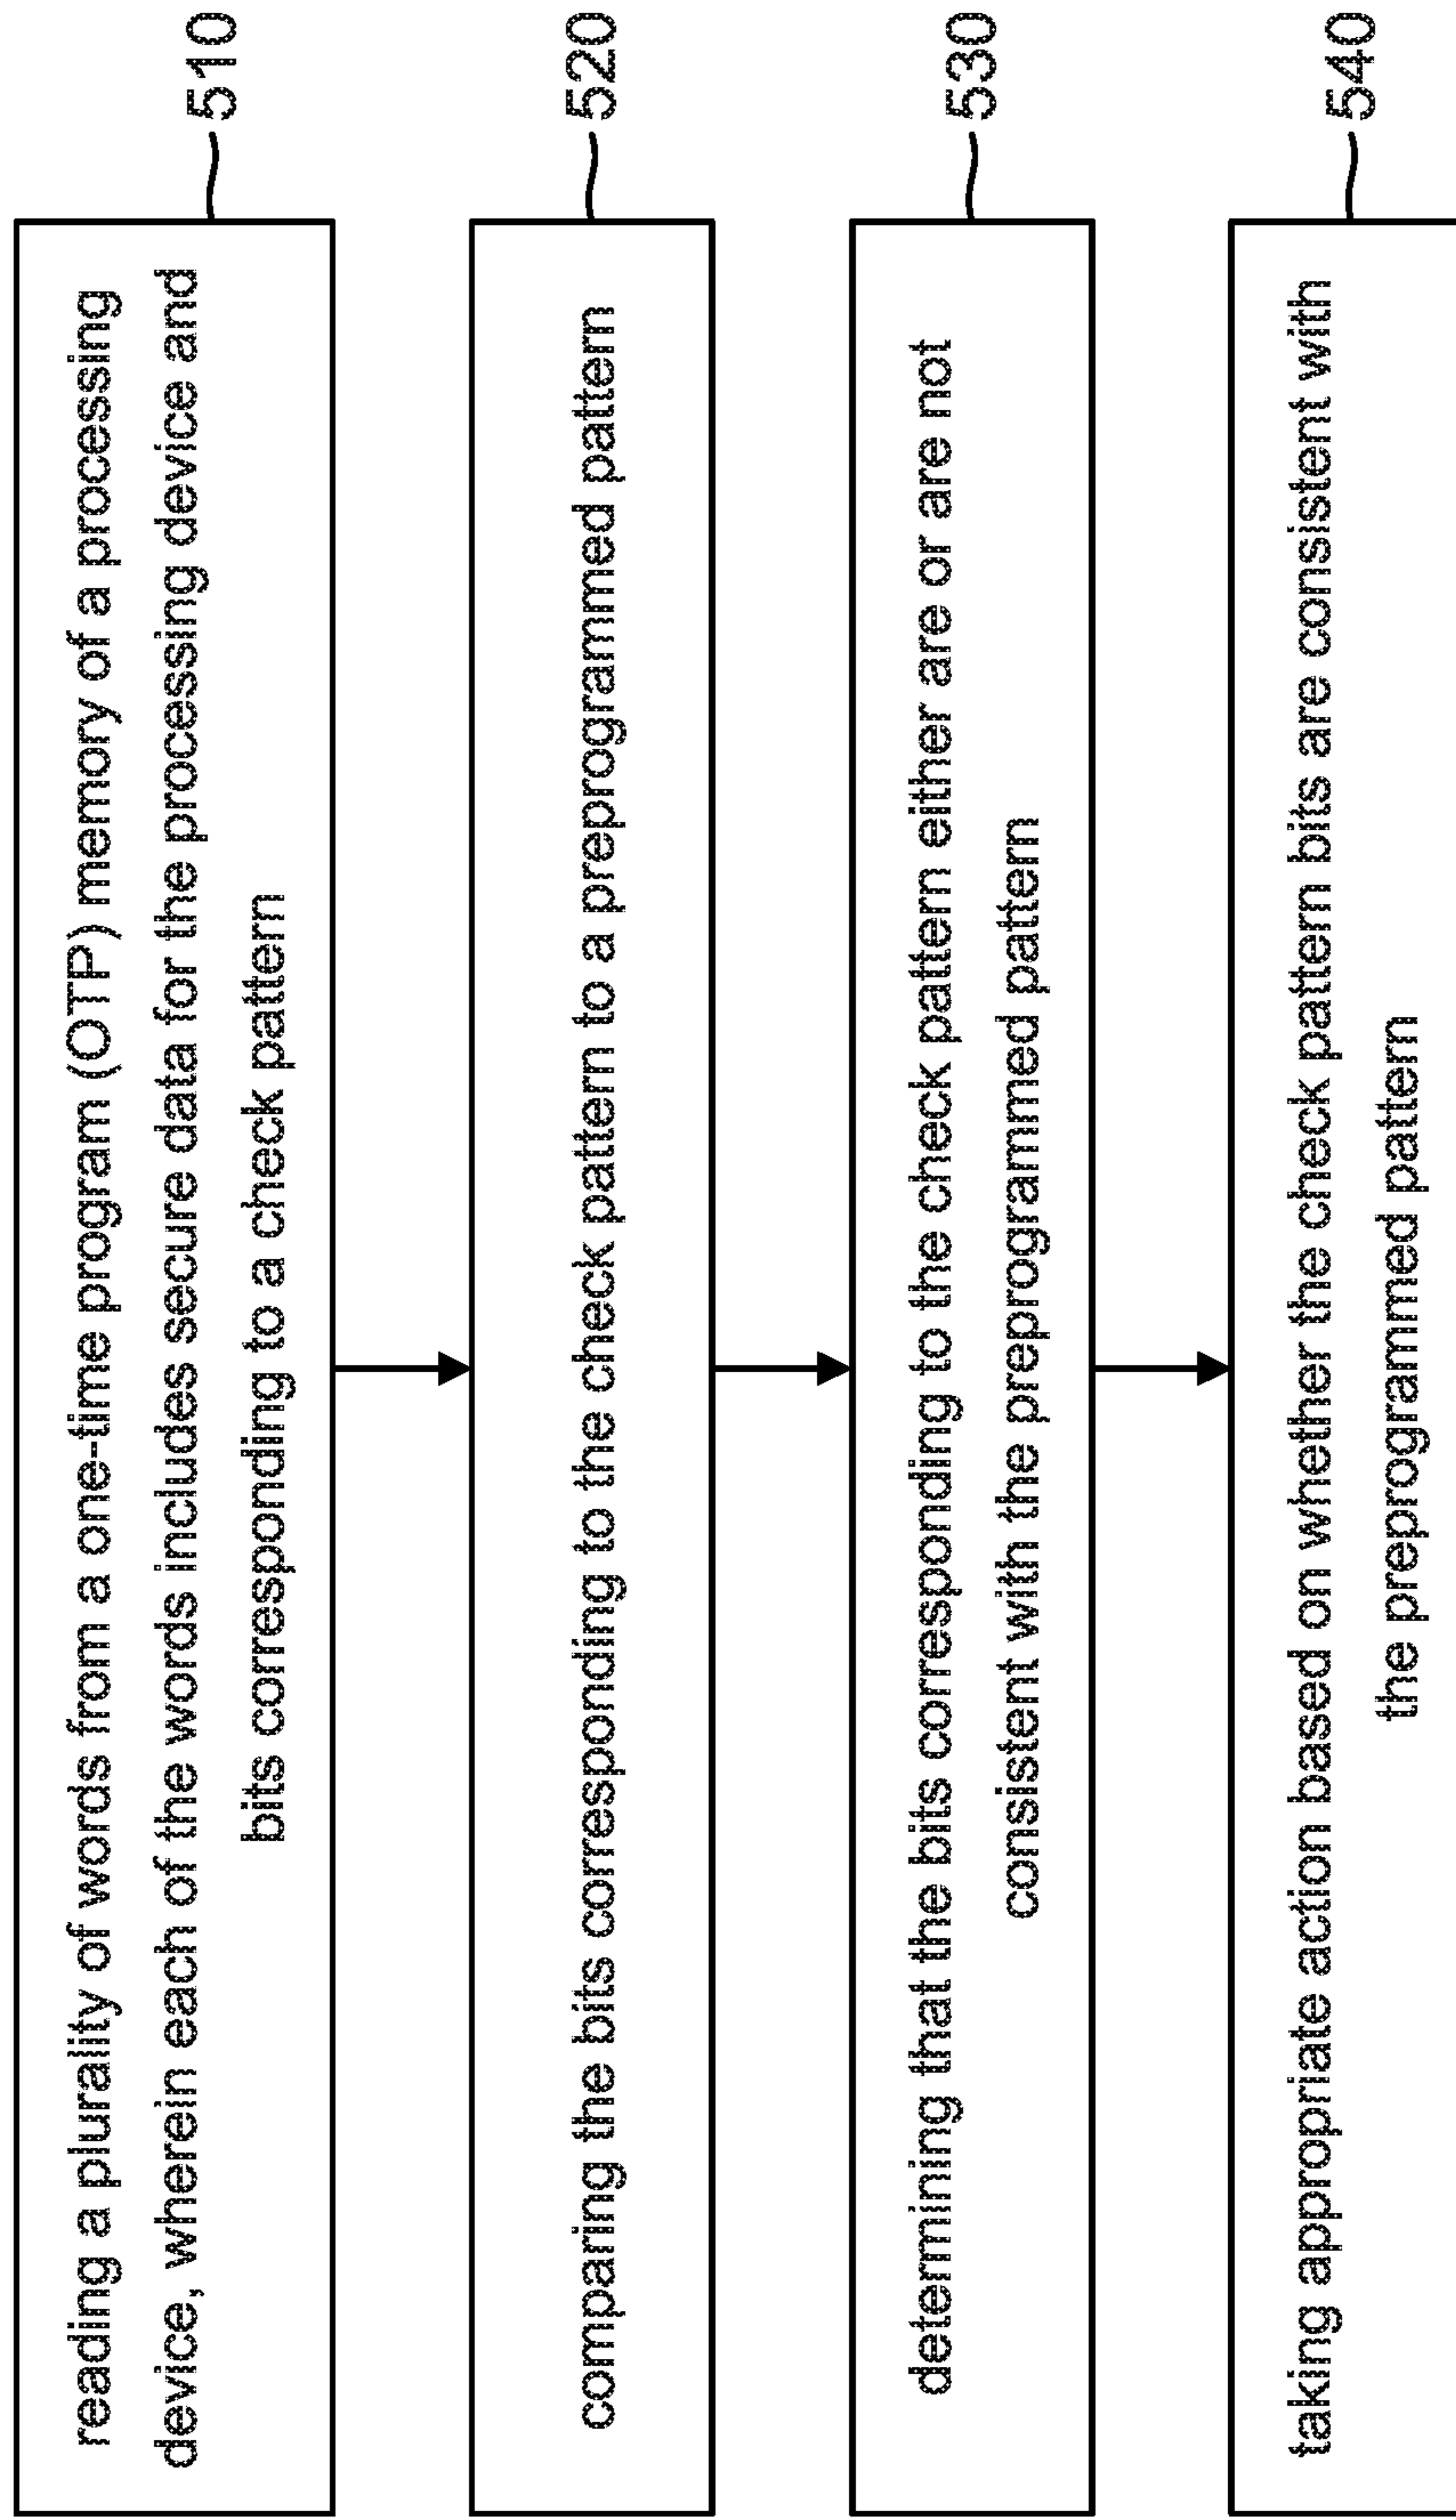 reading a plurality of words from a one-time program (OTP) memory of a processing
device, wherein each of the words includes secure data for the processing device and
bits corresponding to a check pattern
510
comparing the bits corresponding to the check pattern to a preprogrammed pattern
520
determining that the bits corresponding to the check pattern either are or are not
consistent with the preprogrammed pattern
530
taking appropriate action based on whether the check pattern bits are consistent with
the preprogrammed pattern
540